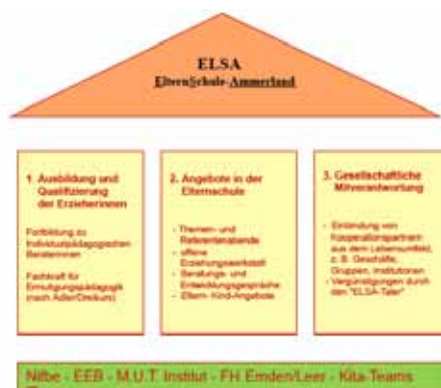 ELSA
ElternSchule-Ammerland
1. Ausbildung und
Qualifizierung
der Erzieherinnen
Fortbildung zu
Individualpädagogischen
Beraterinnen
Fachkraft für
Ermutigungspädagogik
(nach Adler/Dreikurs)
2. Angebote in der
Elternschule
- Themen- und
Referentenabende
- offene
Erziehungswerkstatt
- Beratungs- und
Entwicklungsgespräche
- Eltern-Kind-Angebote
3. Gesellschaftliche
Mitverantwortung
- Einbindung von
Kooperationspartnern
aus dem Lebensumfeld,
z. B. Geschäfte,
Gruppen, Institutionen
- Vergünstigungen durch
den "ELSA-Taler"
Nifbe - EEB - M.U.T. Institut - FH Emden/Leer - Kita-Teams